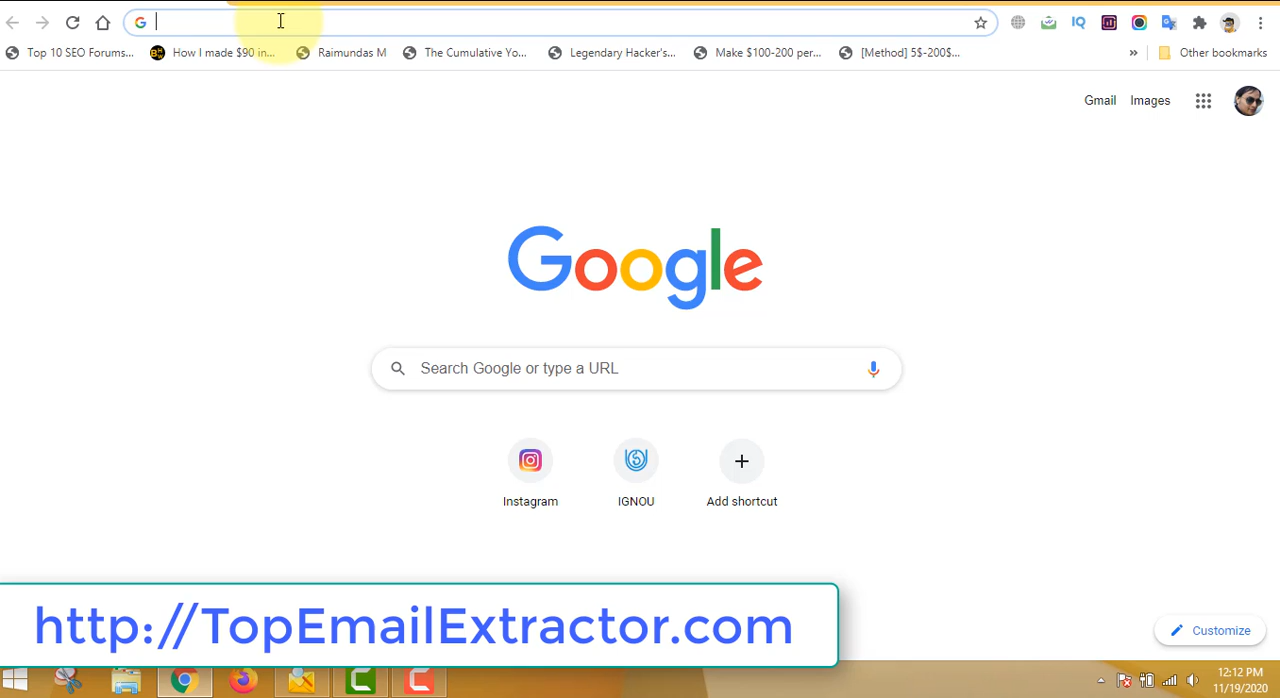 Top 10 SEO Forums...
How I made $90 in...
Raimundas M
The Cumulative Yo...
Legendary Hacker's...
Make $100-200 per...
[Method] 5$-200$...
»
Other bookmarks
Gmail
Images
Google
Search Google or type a URL
Instagram
IGNOU
Add shortcut
http://TopEmailExtractor.com
Customize
12:12 PM
11/19/2020